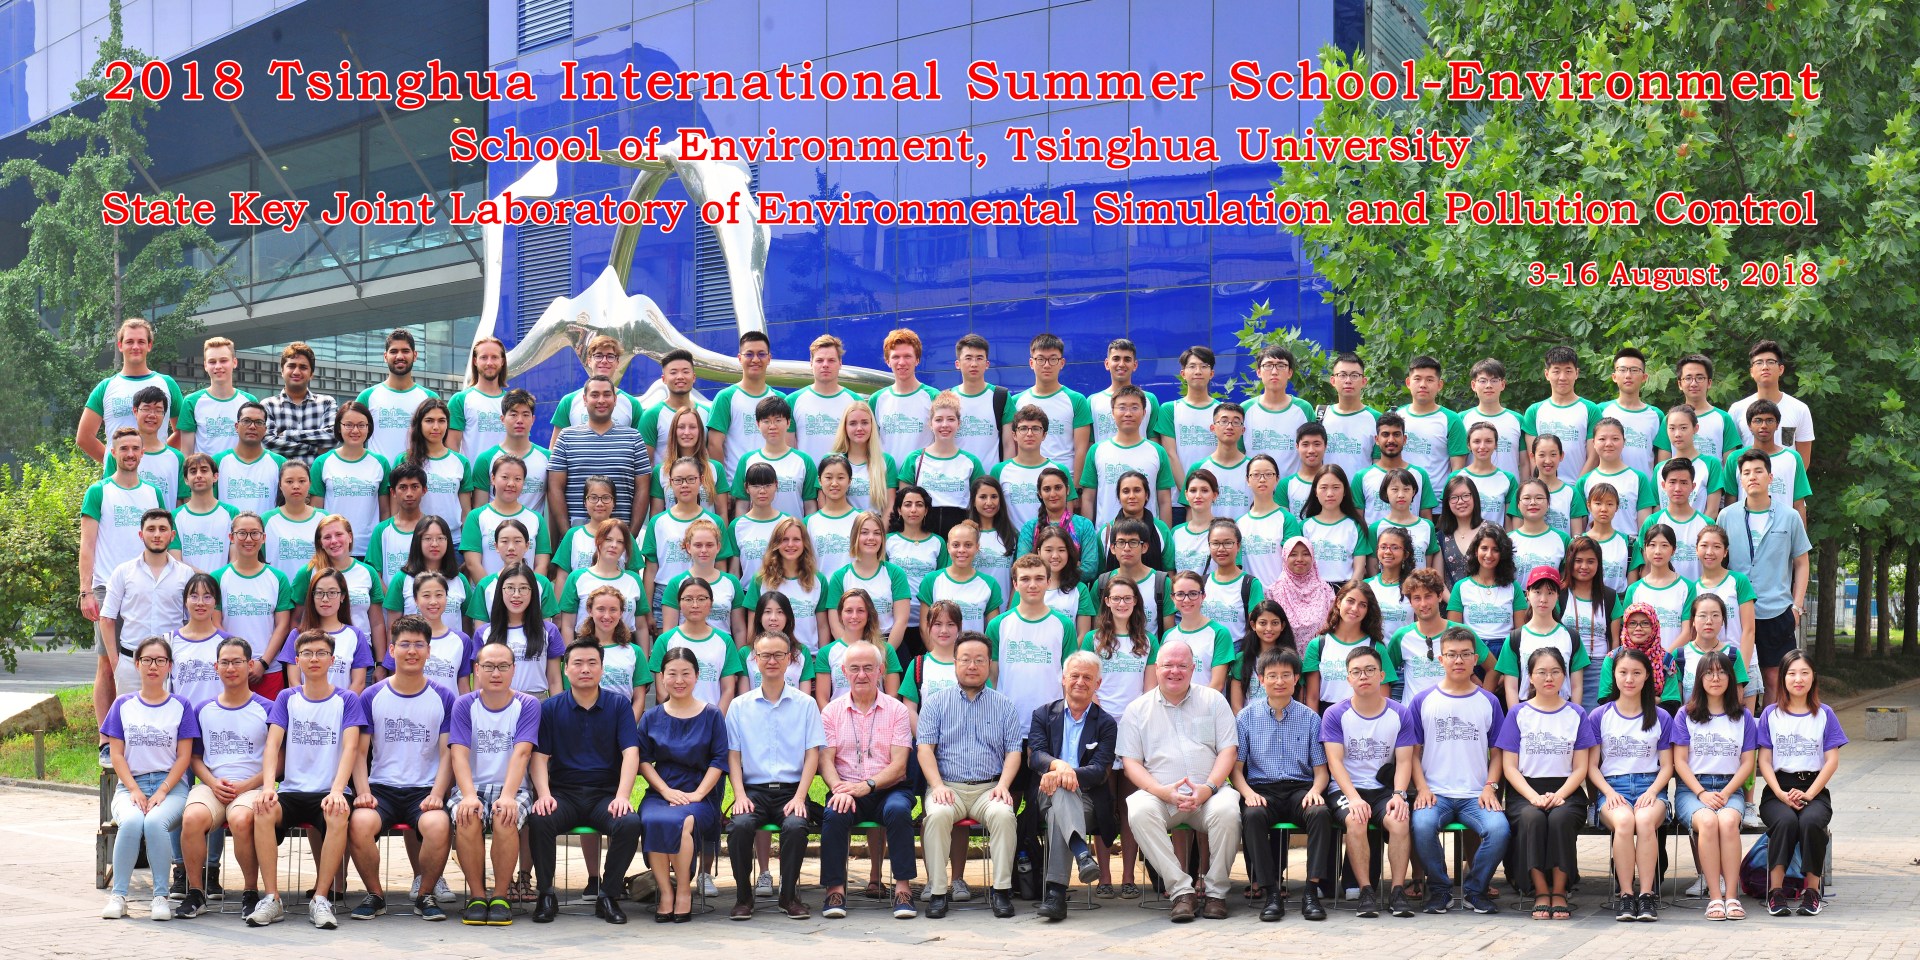 2018 Tsinghua International Summer School-Environment
School of Environment, Tsinghua University
State Key Joint Laboratory of Environmental Simulation and Pollution Control
3-16 August, 2018